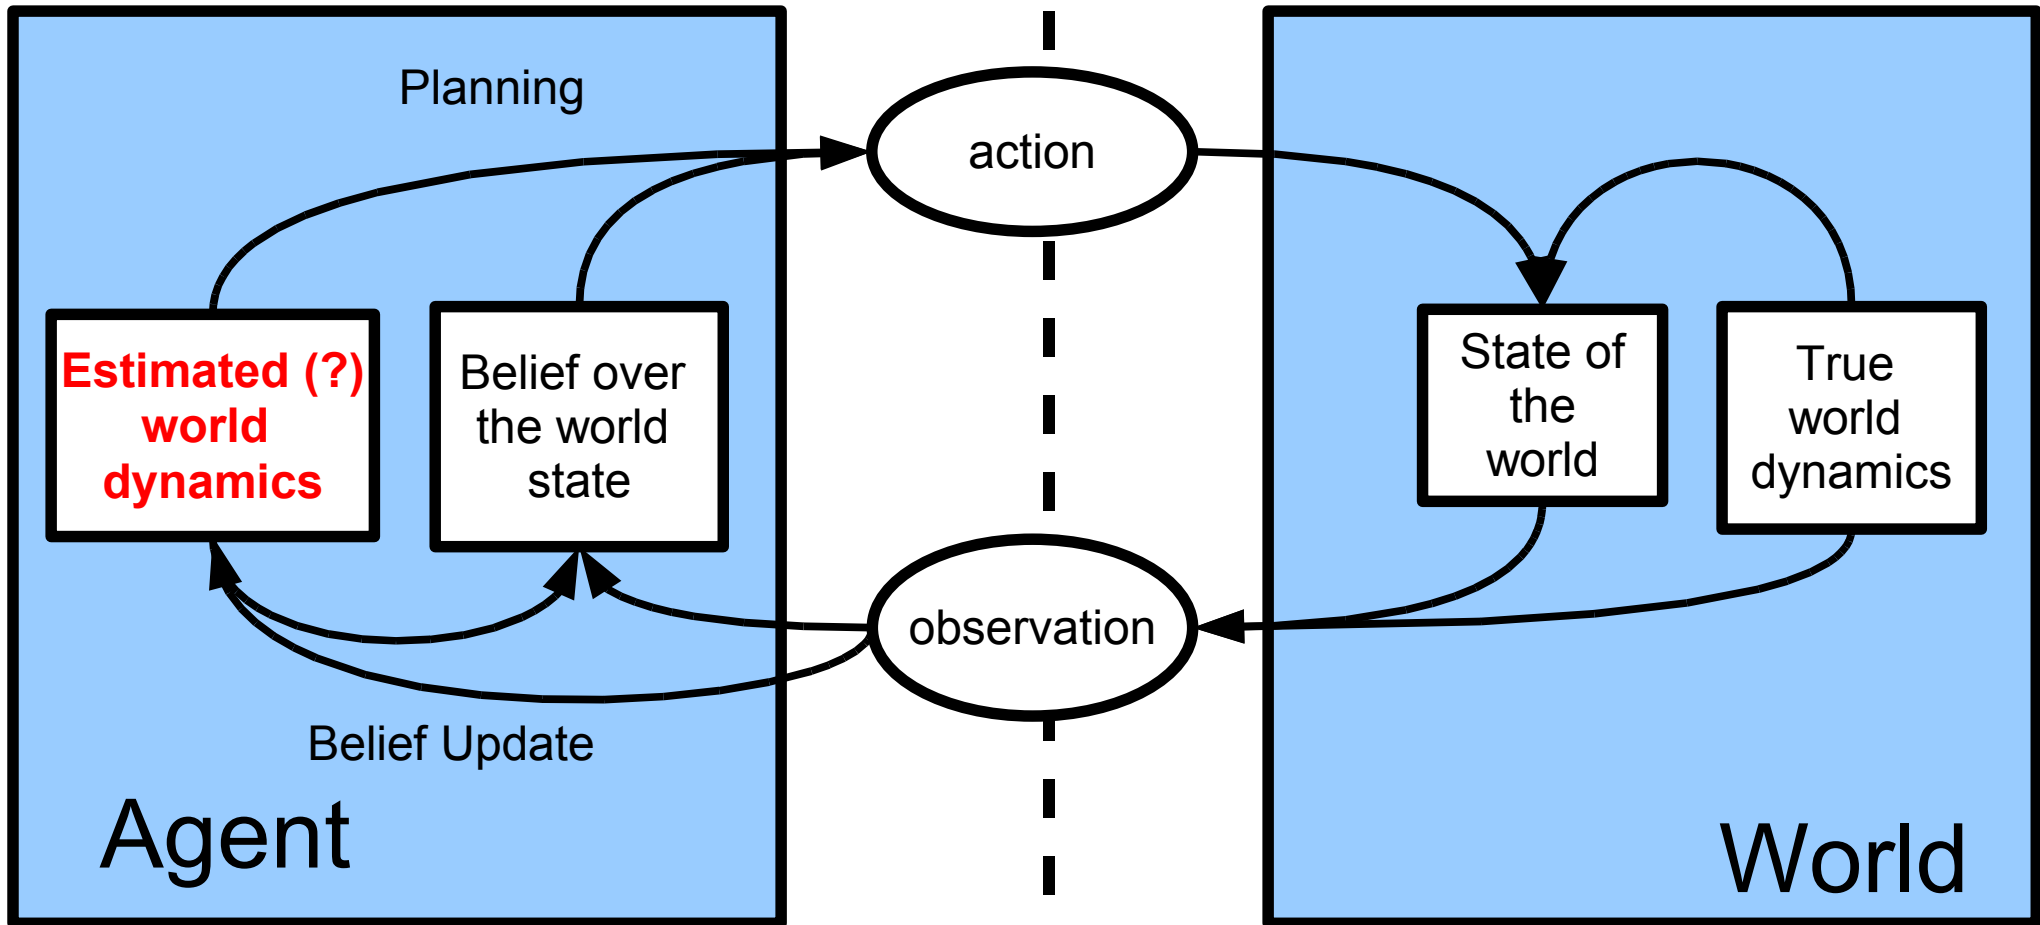 Planning
action
Estimated (?)
world
dynamics
Belief over
the world
state
State of
the
world
True
world
dynamics
observation
Belief Update
Agent
World